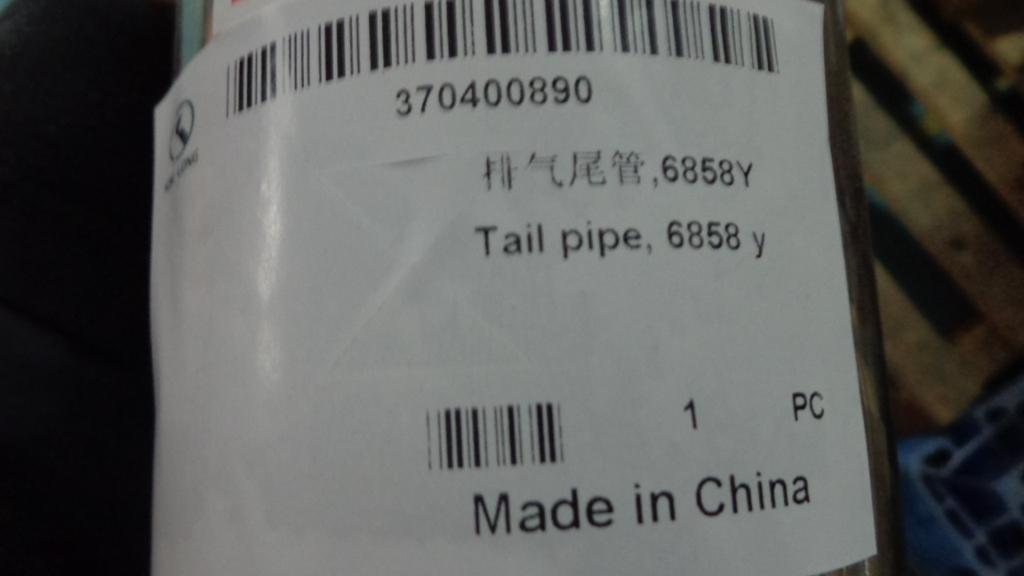 370400890
排气尾管,6858Y
Tail pipe, 6858 y
1 PC
Made in China